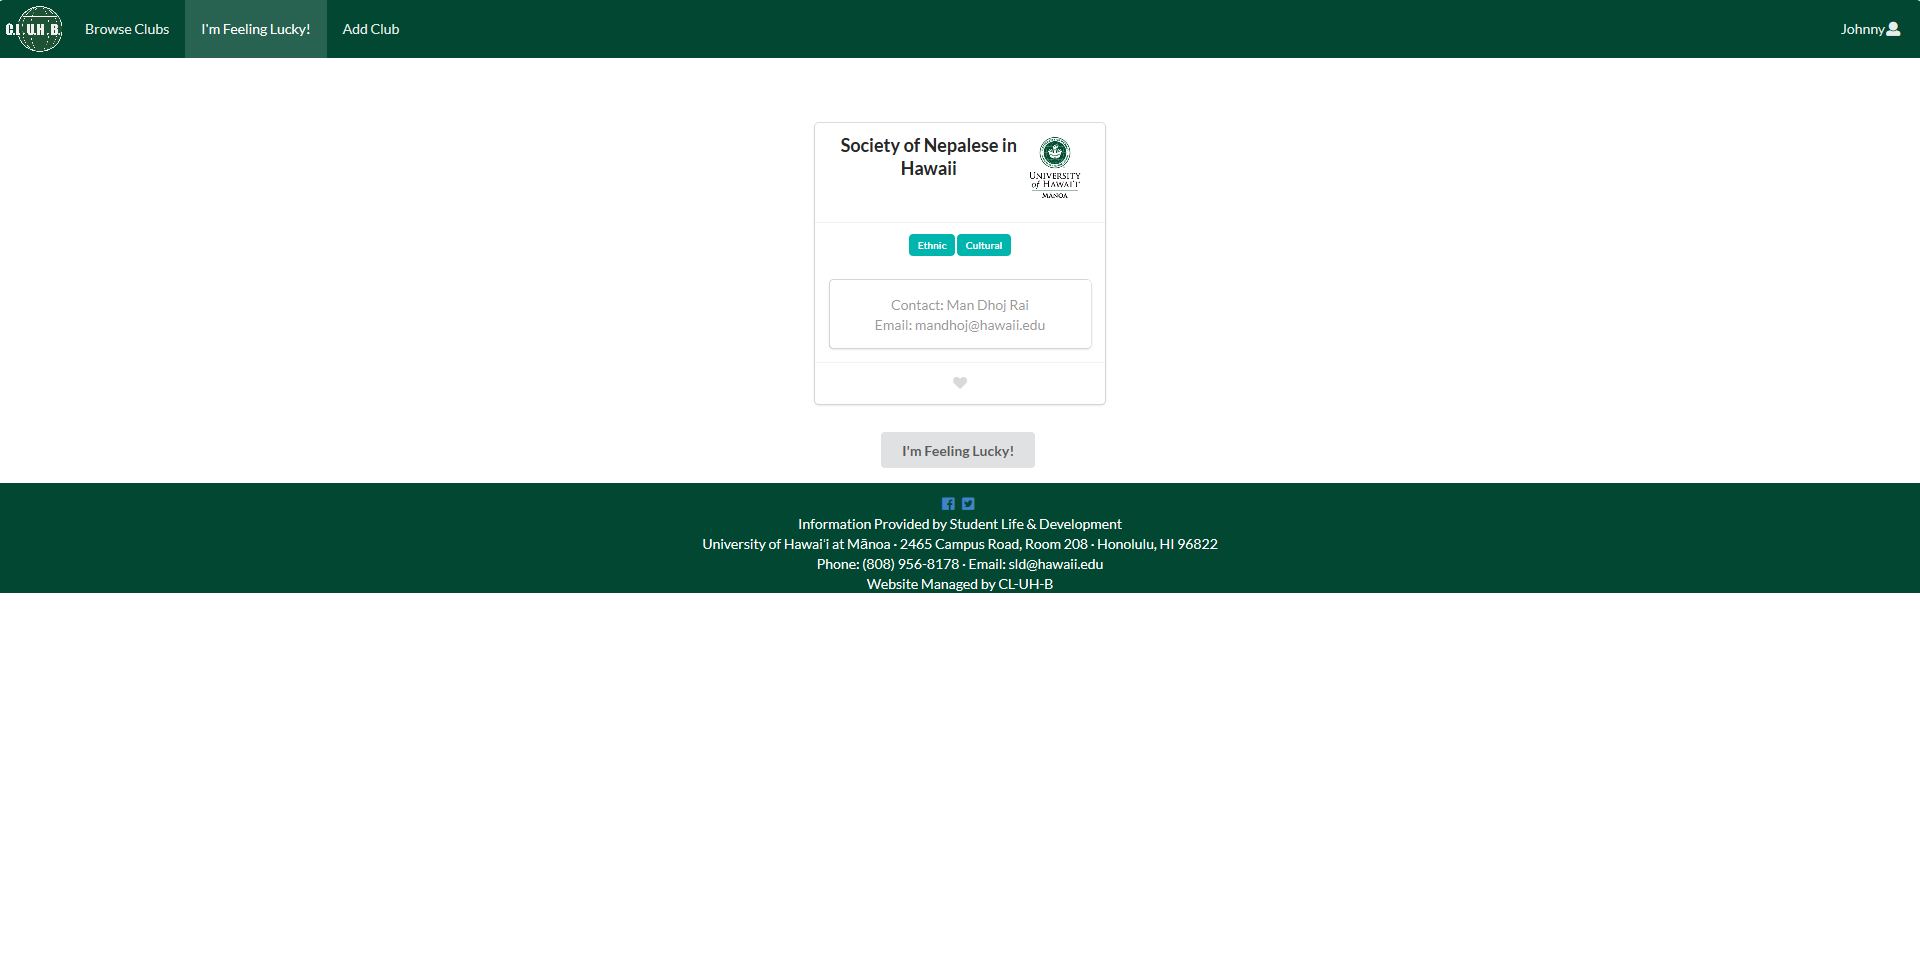 C.L.U.H.B.
Browse Clubs
I'm Feeling Lucky!
Add Club
Johnny
Society of Nepalese in
Hawaii
UNIVERSITY
of HAWAI'I
MĀNOA
Ethnic
Cultural
Contact: Man Dhoj Rai
Email: mandhoj@hawaii.edu
I'm Feeling Lucky!
Information Provided by Student Life & Development
University of Hawaiʻi at Mānoa · 2465 Campus Road, Room 208 · Honolulu, HI 96822
Phone: (808) 956-8178 · Email: sld@hawaii.edu
Website Managed by CL-UH-B